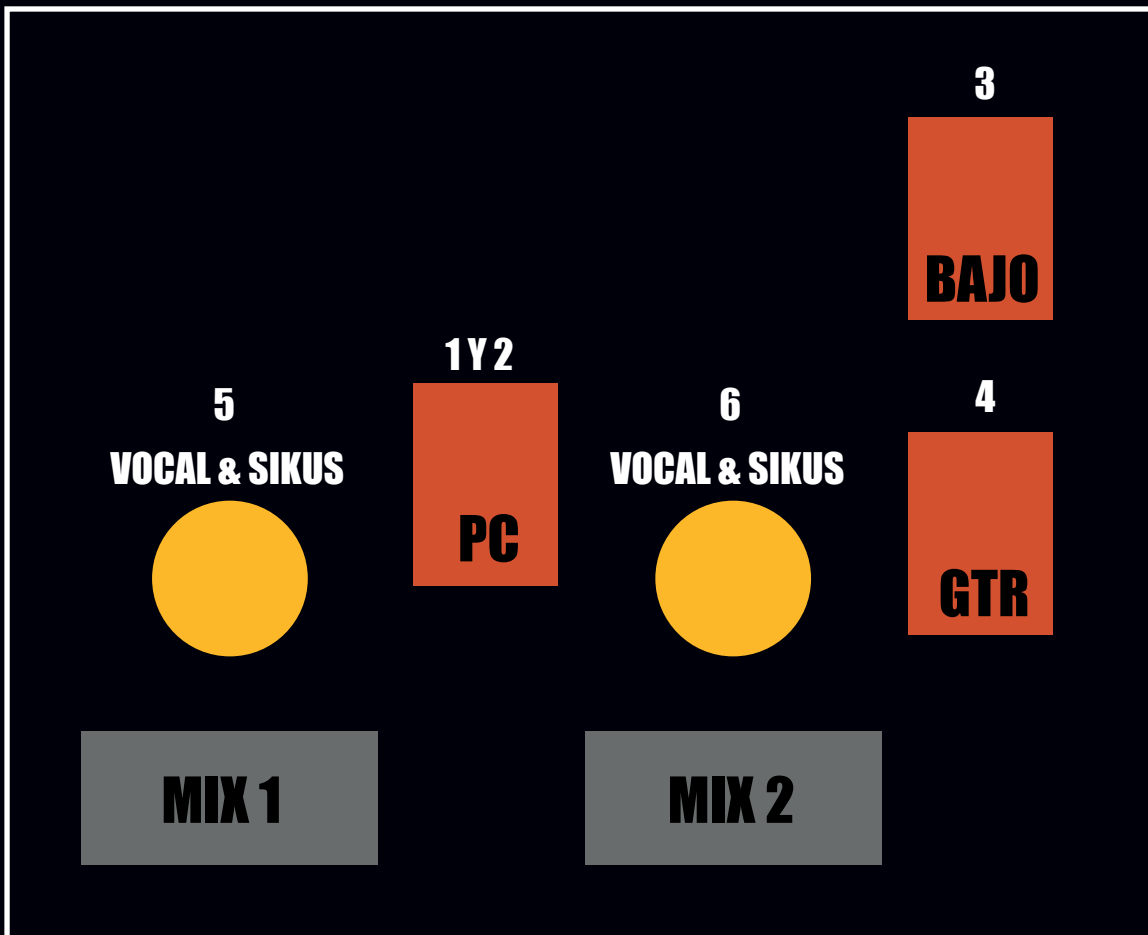 3
BAJO
1 Y 2
5
6
4
VOCAL & SIKUS
VOCAL & SIKUS
PC
GTR
MIX 1
MIX 2